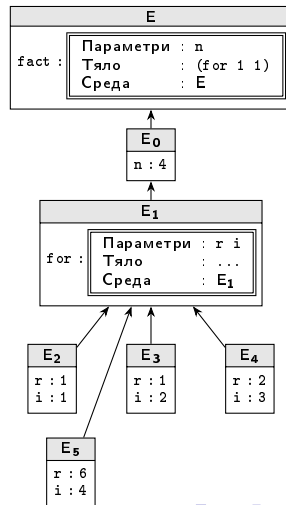 E
fact :
Параметри : n
Тяло : (for 1 1)
Среда : E
E₀
n : 4
E₁
for :
Параметри : r i
Тяло : ...
Среда : E₁
E₂
r : 1
i : 1
E₃
r : 1
i : 2
E₄
r : 2
i : 3
E₅
r : 6
i : 4